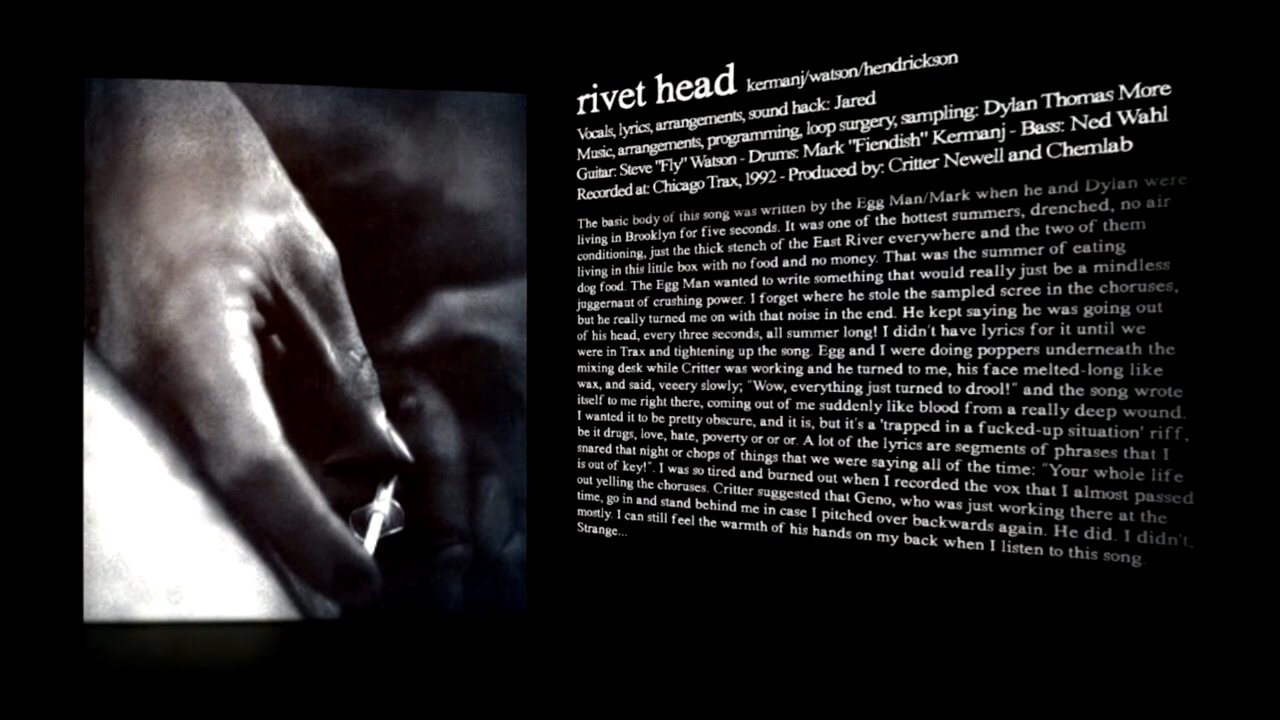 rivet head kermanj/watson/hendrickson
Vocals, lyrics, arrangements, sound hack: Jared
Music, arrangements, programming, loop surgery, sampling: Dylan Thomas More
Guitar: Steve "Fly" Watson - Drums: Mark "Fiendish" Kermanj - Bass: Ned Wahl
Recorded at: Chicago Trax, 1992 - Produced by: Critter Newell and Chemlab
The basic body of this song was written by the Egg Man/Mark when he and Dylan were
living in Brooklyn for five seconds. It was one of the hottest summers, drenched, no air
conditioning, just the thick stench of the East River everywhere and the two of them
living in this little box with no food and no money. That was the summer of eating
dog food. The Egg Man wanted to write something that would really just be a mindless
juggernaut of crushing power. I forget where he stole the sampled scree in the choruses,
but he really turned me on with that noise in the end. He kept saying he was going out
of his head, every three seconds, all summer long! I didn't have lyrics for it until we
were in Trax and tightening up the song. Egg and I were doing poppers underneath the
mixing desk while Critter was working and he turned to me, his face melted-long like
wax, and said, veeery slowly; "Wow, everything just turned to drool!" and the song wrote
itself to me right there, coming out of me suddenly like blood from a really deep wound.
I wanted it to be pretty obscure, and it is, but it's a 'trapped in a fucked-up situation' riff,
be it drugs, love, hate, poverty or or or. A lot of the lyrics are segments of phrases that I
snared that night or chops of things that we were saying all of the time: "Your whole life
is out of key!". I was so tired and burned out when I recorded the vox that I almost passed
out yelling the choruses. Critter suggested that Geno, who was just working there at the
time, go in and stand behind me in case I pitched over backwards again. He did. I didn't,
mostly. I can still feel the warmth of his hands on my back when I listen to this song.
Strange...